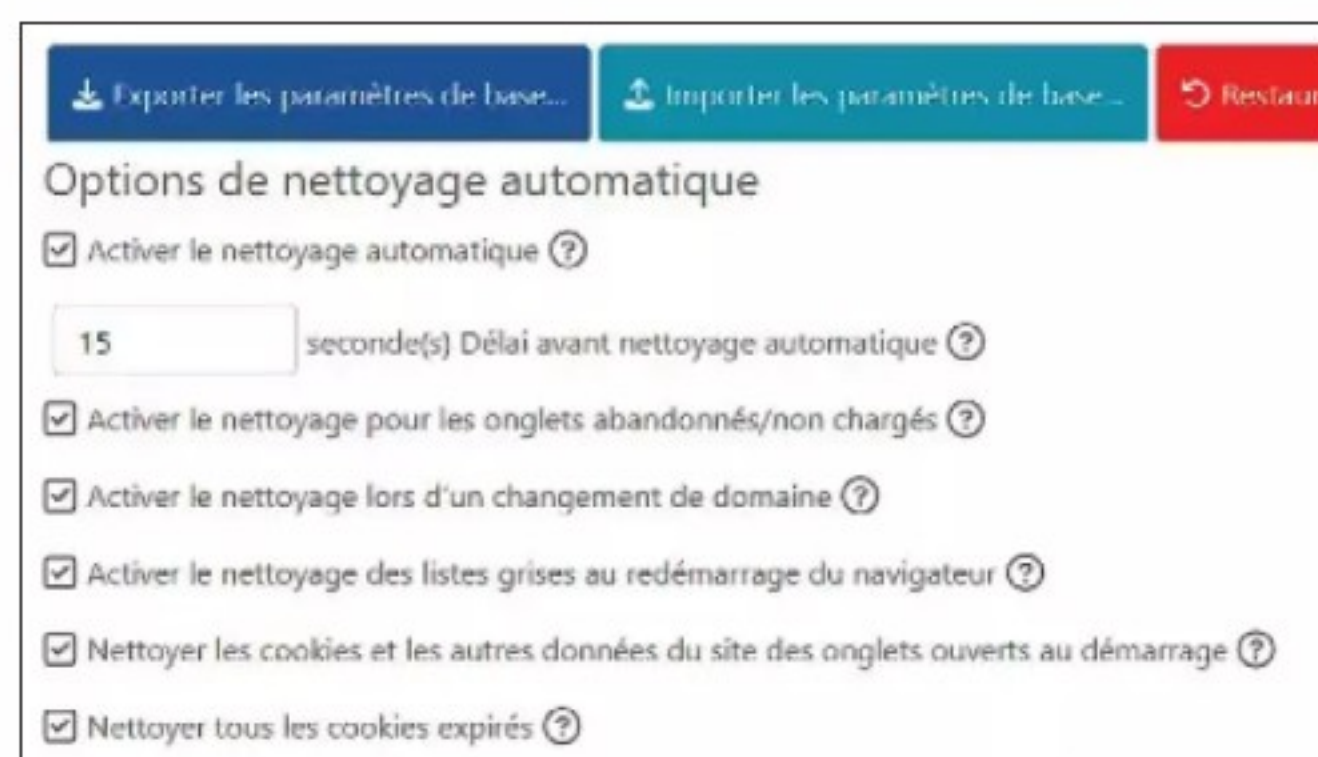 Exporter les paramètres de base...
Importer les paramètres de base...
Restaur
Options de nettoyage automatique
Activer le nettoyage automatique
15 seconde(s) Délai avant nettoyage automatique
Activer le nettoyage pour les onglets abandonnés/non chargés
Activer le nettoyage lors d'un changement de domaine
Activer le nettoyage des listes grises au redémarrage du navigateur
Nettoyer les cookies et les autres données du site des onglets ouverts au démarrage
Nettoyer tous les cookies expirés